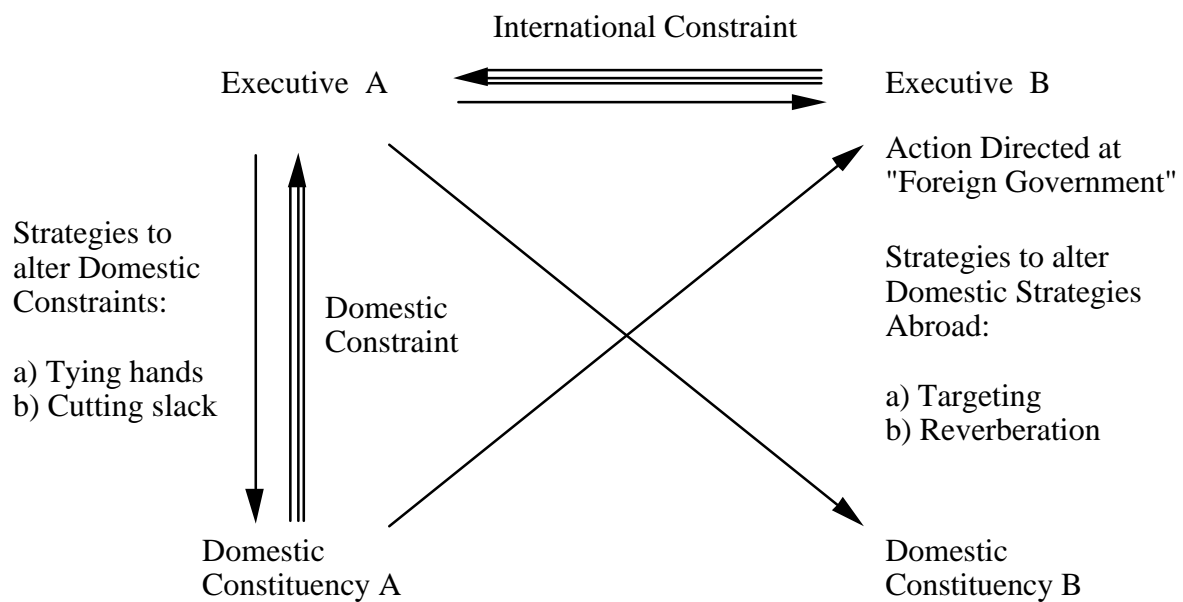 International Constraint
Executive A
Executive B
Action Directed at
"Foreign Government"
Strategies to
alter Domestic
Constraints:
a) Tying hands
b) Cutting slack
Domestic
Constraint
Strategies to alter
Domestic Strategies
Abroad:
a) Targeting
b) Reverberation
Domestic
Constituency A
Domestic
Constituency B